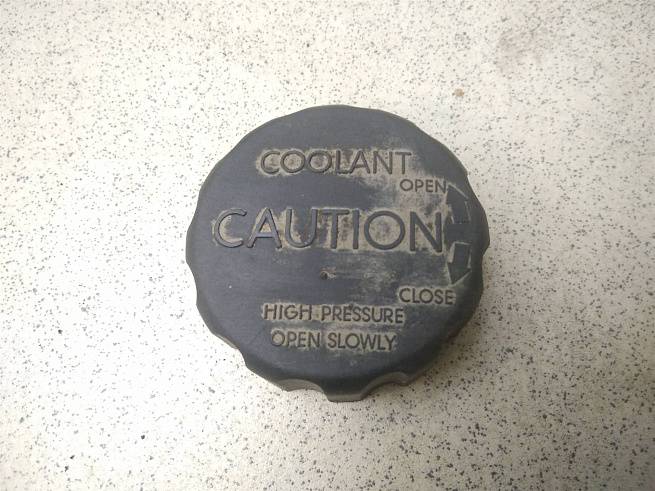 COOLANT
OPEN
CAUTION
CLOSE
HIGH PRESSURE
OPEN SLOWLY